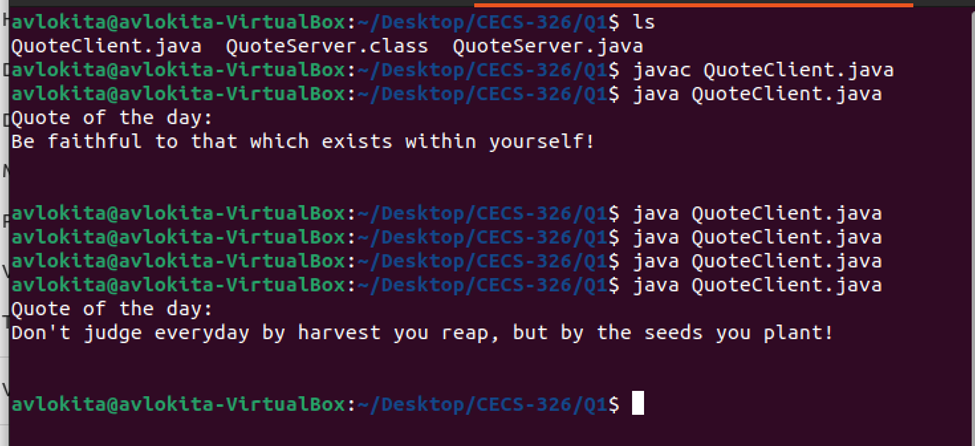 avlokita@avlokita-VirtualBox:~/Desktop/CECS-326/Q1$ ls
QuoteClient.java  QuoteServer.class  QuoteServer.java
avlokita@avlokita-VirtualBox:~/Desktop/CECS-326/Q1$ javac QuoteClient.java
avlokita@avlokita-VirtualBox:~/Desktop/CECS-326/Q1$ java QuoteClient.java
Quote of the day:
Be faithful to that which exists within yourself!
avlokita@avlokita-VirtualBox:~/Desktop/CECS-326/Q1$ java QuoteClient.java
avlokita@avlokita-VirtualBox:~/Desktop/CECS-326/Q1$ java QuoteClient.java
avlokita@avlokita-VirtualBox:~/Desktop/CECS-326/Q1$ java QuoteClient.java
avlokita@avlokita-VirtualBox:~/Desktop/CECS-326/Q1$ java QuoteClient.java
Quote of the day:
Don't judge everyday by harvest you reap, but by the seeds you plant!
avlokita@avlokita-VirtualBox:~/Desktop/CECS-326/Q1$